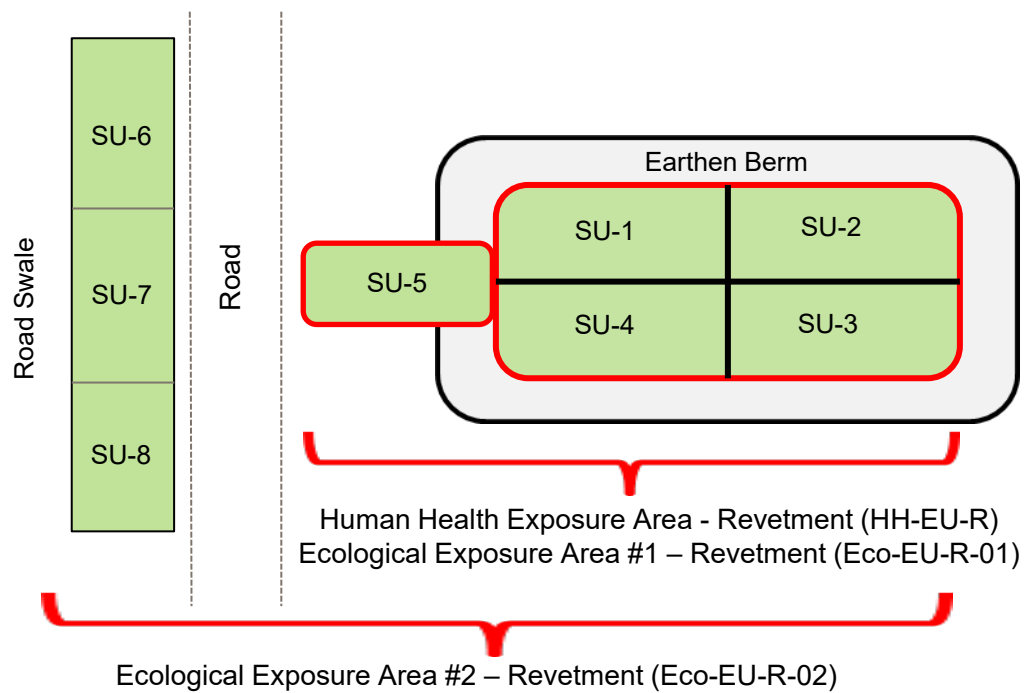 Earthen Berm
SU-6
SU-1
SU-2
Road Swale
SU-7
Road
SU-5
SU-4
SU-3
SU-8
Human Health Exposure Area - Revetment (HH-EU-R)
Ecological Exposure Area #1 – Revetment (Eco-EU-R-01)
Ecological Exposure Area #2 – Revetment (Eco-EU-R-02)